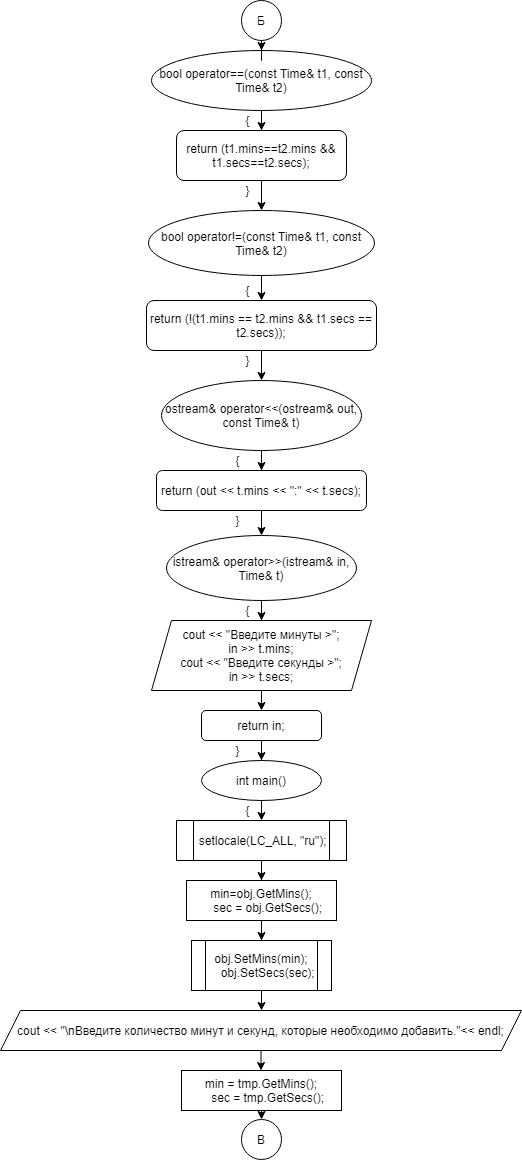 Б
bool operator==(const Time& t1, const
Time& t2)
{
return (t1.mins==t2.mins &&
t1.secs==t2.secs);
}
bool operator!=(const Time& t1, const
Time& t2)
{
return (!(t1.mins == t2.mins && t1.secs ==
t2.secs));
}
ostream& operator<<(ostream& out,
const Time& t)
{
return (out << t.mins << ":" << t.secs);
}
istream& operator>>(istream& in,
Time& t)
{
cout << "Введите минуты >";
in >> t.mins;
cout << "Введите секунды >";
in >> t.secs;
return in;
}
int main()
{
setlocale(LC_ALL, "ru");
min=obj.GetMins();
sec = obj.GetSecs();
obj.SetMins(min);
obj.SetSecs(sec);
cout << "\nВведите количество минут и секунд, которые необходимо добавить."<< endl;
min = tmp.GetMins();
sec = tmp.GetSecs();
В